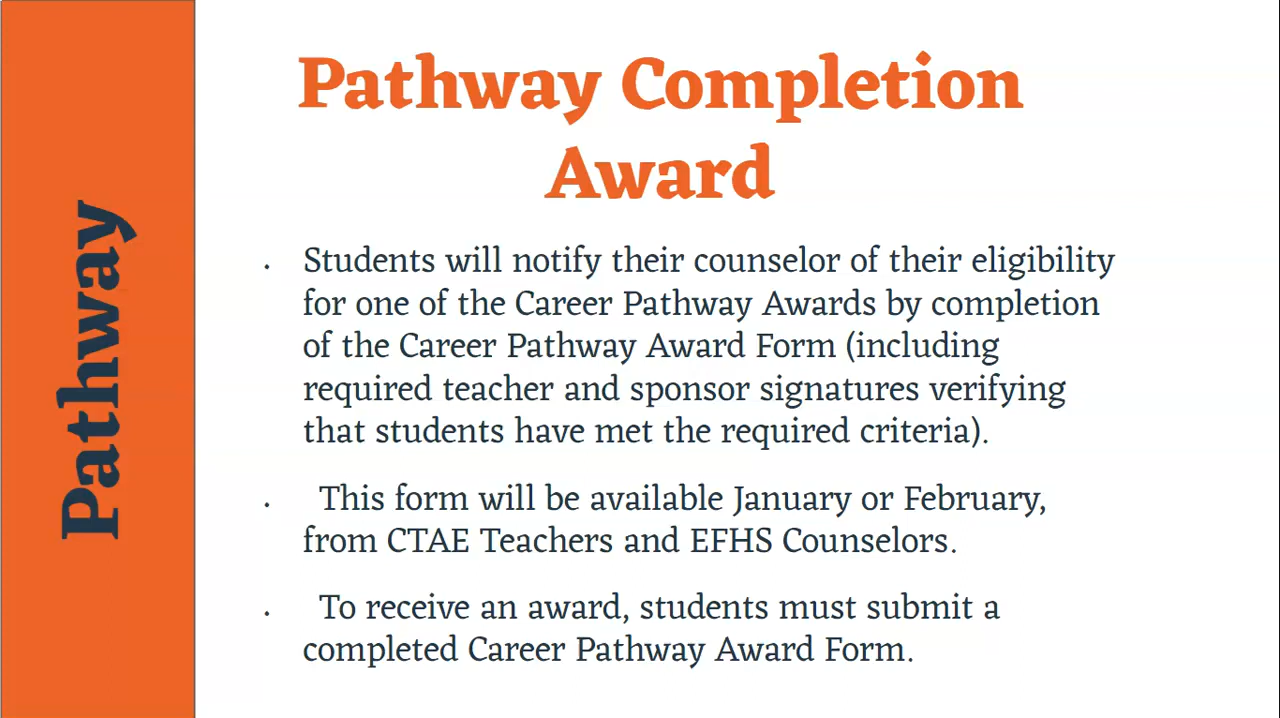 Pathway
Pathway Completion
Award
• Students will notify their counselor of their eligibility
for one of the Career Pathway Awards by completion
of the Career Pathway Award Form (including
required teacher and sponsor signatures verifying
that students have met the required criteria).
• This form will be available January or February,
from CTAE Teachers and EFHS Counselors.
• To receive an award, students must submit a
completed Career Pathway Award Form.